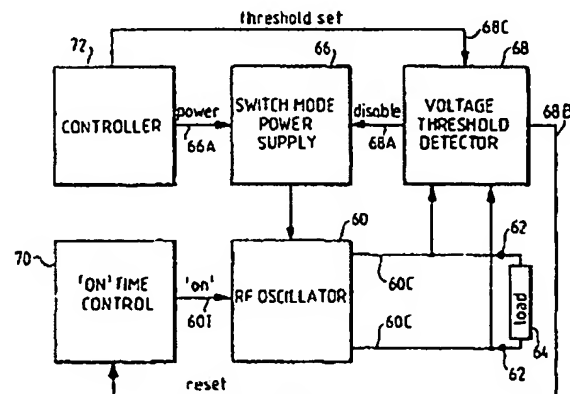 threshold set
72
66
68C
68
CONTROLLER
power
66A
SWITCH MODE
POWER
SUPPLY
disable
68A
VOLTAGE
THRESHOLD
DETECTOR
68B
60
70
'ON' TIME
CONTROL
'on'
60I
RF OSCILLATOR
60C
60C
62
load
64
62
reset